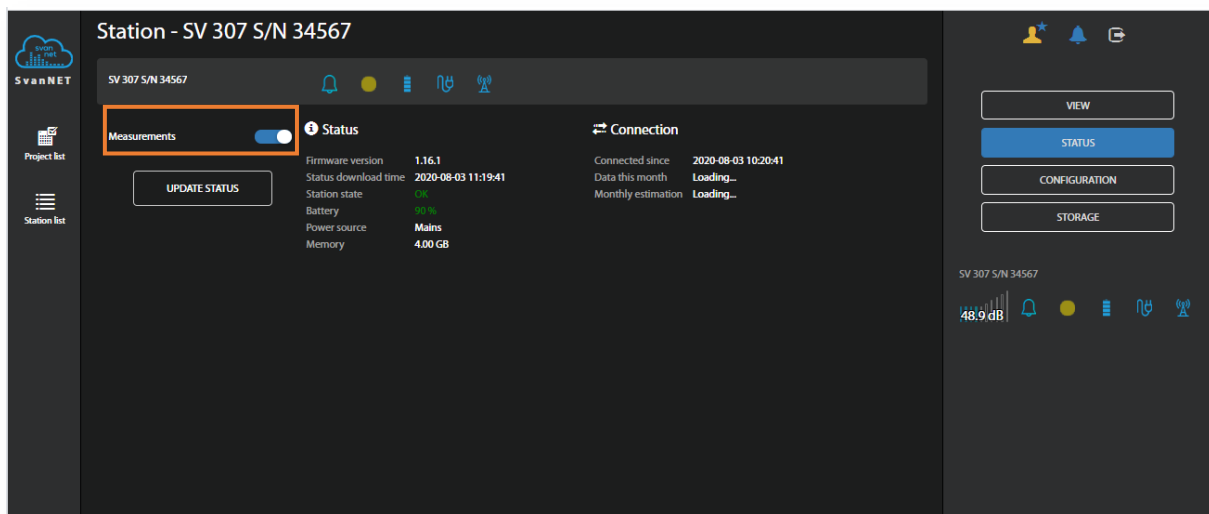 Station - SV 307 S/N 34567
svan
net
SvanNET
Project list
Station list
SV 307 S/N 34567
Measurements
UPDATE STATUS
Status
Firmware version 1.16.1
Status download time 2020-08-03 11:19:41
Station state OK
Battery 90 %
Power source Mains
Memory 4.00 GB
Connection
Connected since 2020-08-03 10:20:41
Data this month Loading...
Monthly estimation Loading...
VIEW
STATUS
CONFIGURATION
STORAGE
SV 307 S/N 34567
48.9 dB